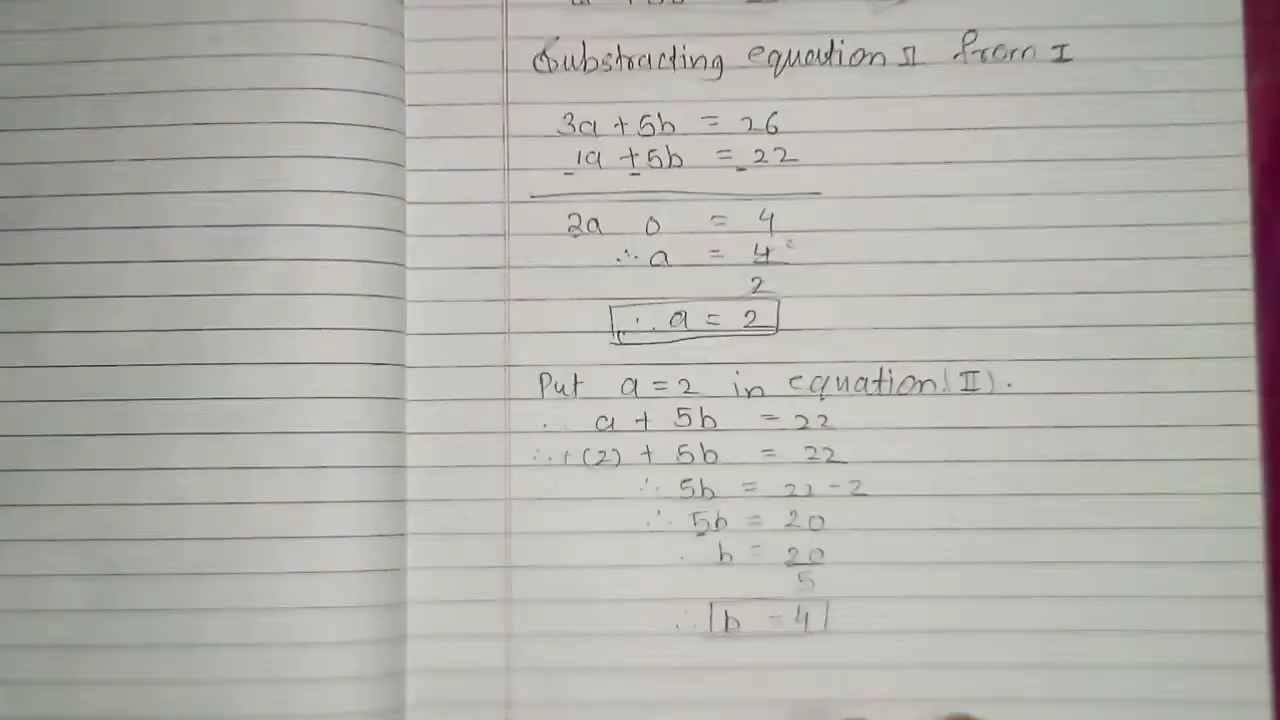 Substracting equation II from I
3a + 5b = 26
1a + 5b = 22
- - -
2a 0 = 4
∴ a = 4
2
∴ a = 2
Put a = 2 in equation (II).
∴ a + 5b = 22
∴ 1(2) + 5b = 22
∴ 5b = 22 - 2
∴ 5b = 20
∴ b = 20
5
∴ b = 4